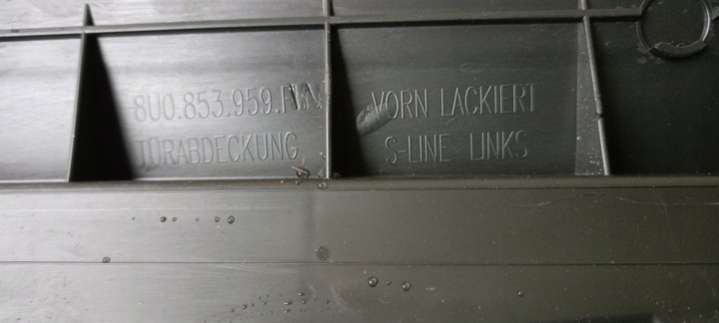 8U0.853.959.
VORN LACKIERT
TÜRABDECKUNG
S-LINE LINKS